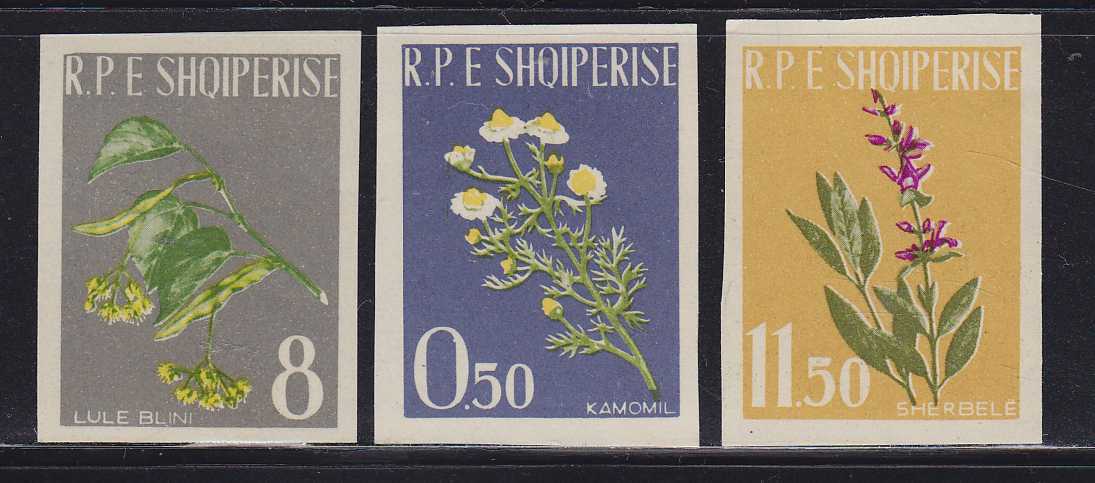 R.P.E SHQIPERISE
8
LULE BLINI
R.P.E SHQIPERISE
0.50
KAMOMIL
R.P.E SHQIPERISE
11.50
SHERBELË